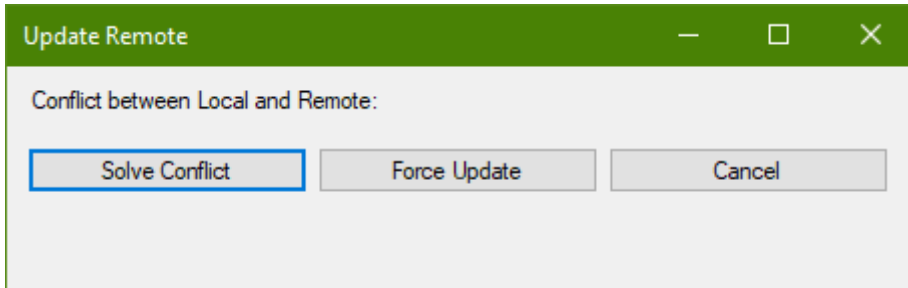 Update Remote
Conflict between Local and Remote:
Solve Conflict Force Update Cancel